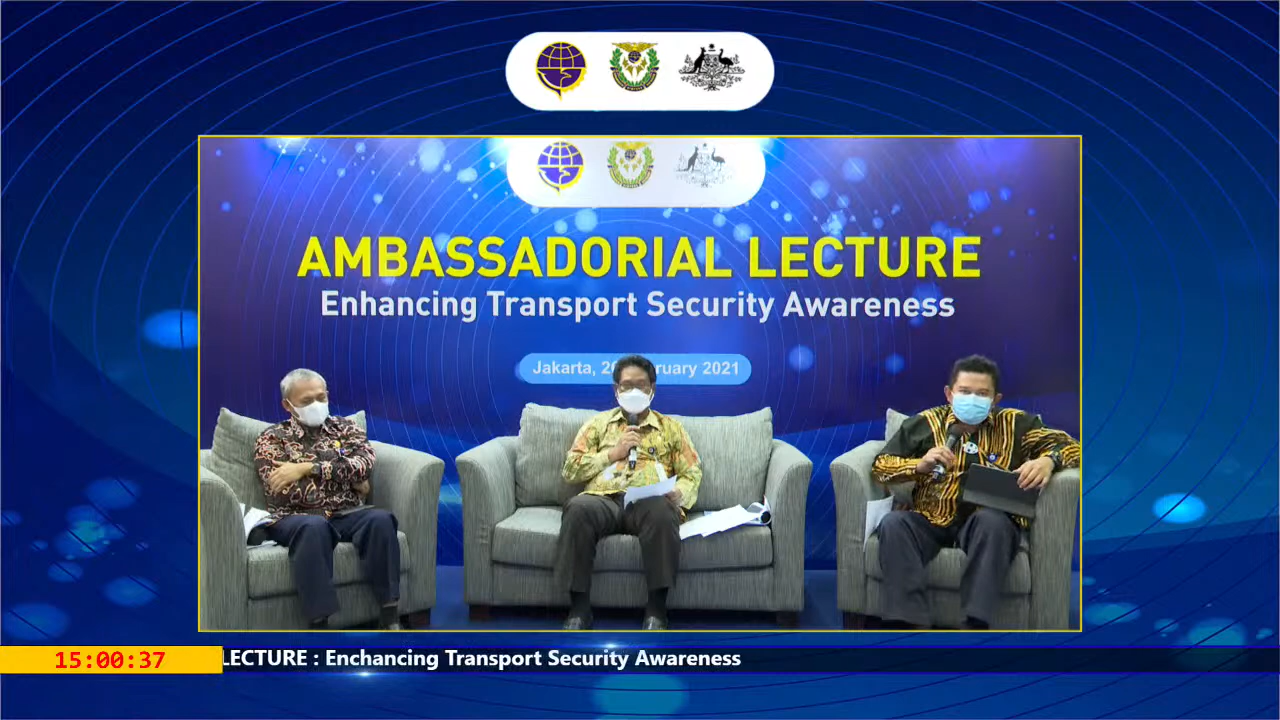 AMBASSADORIAL LECTURE
Enhancing Transport Security Awareness
Jakarta, 2 ruary 2021
15:00:37
LECTURE : Enchancing Transport Security Awareness